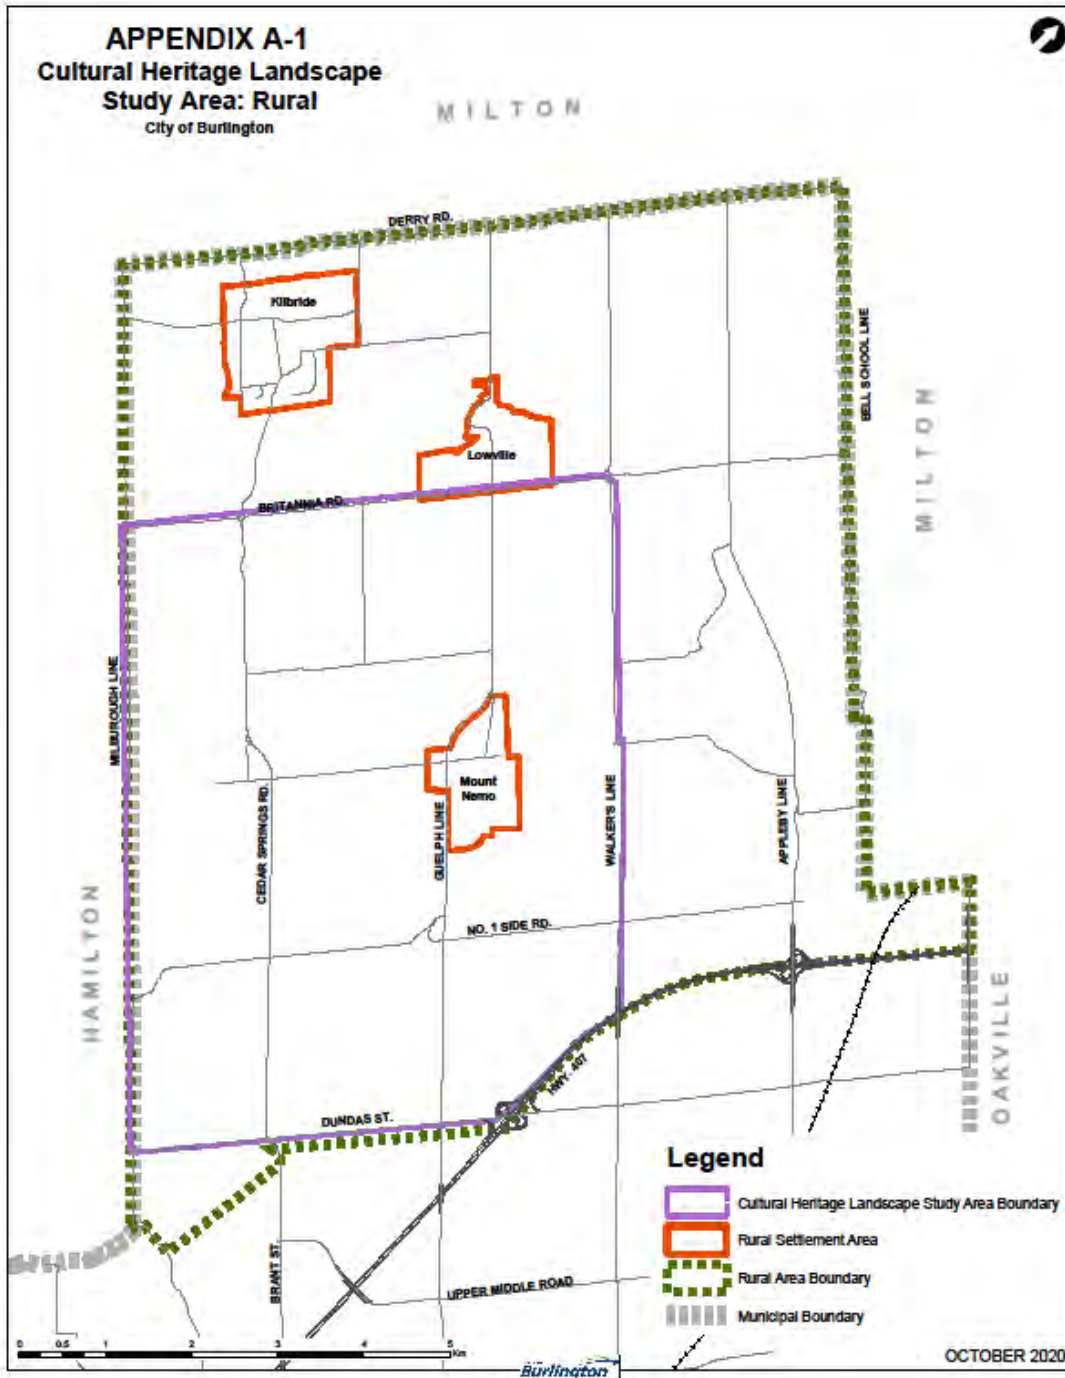 APPENDIX A-1
Cultural Heritage Landscape
Study Area: Rural
City of Burlington
MILTON
DERRY RD.
Kilbride
BELL SCHOOL LINE
MILTON
Lowville
BRITANNIA RD.
MILBUROUGH LINE
Mount
Nemo
CEDAR SPRINGS RD.
GUELPH LINE
WALKER'S LINE
APPLEBY LINE
HAMILTON
NO. 1 SIDE RD.
OAKVILLE
HWY. 407
DUNDAS ST.
Legend
Cultural Heritage Landscape Study Area Boundary
Rural Settlement Area
Rural Area Boundary
Municipal Boundary
BRANT ST.
UPPER MIDDLE ROAD
0 0.5 1 2 3 4 5
Km
OCTOBER 2020
Burlington